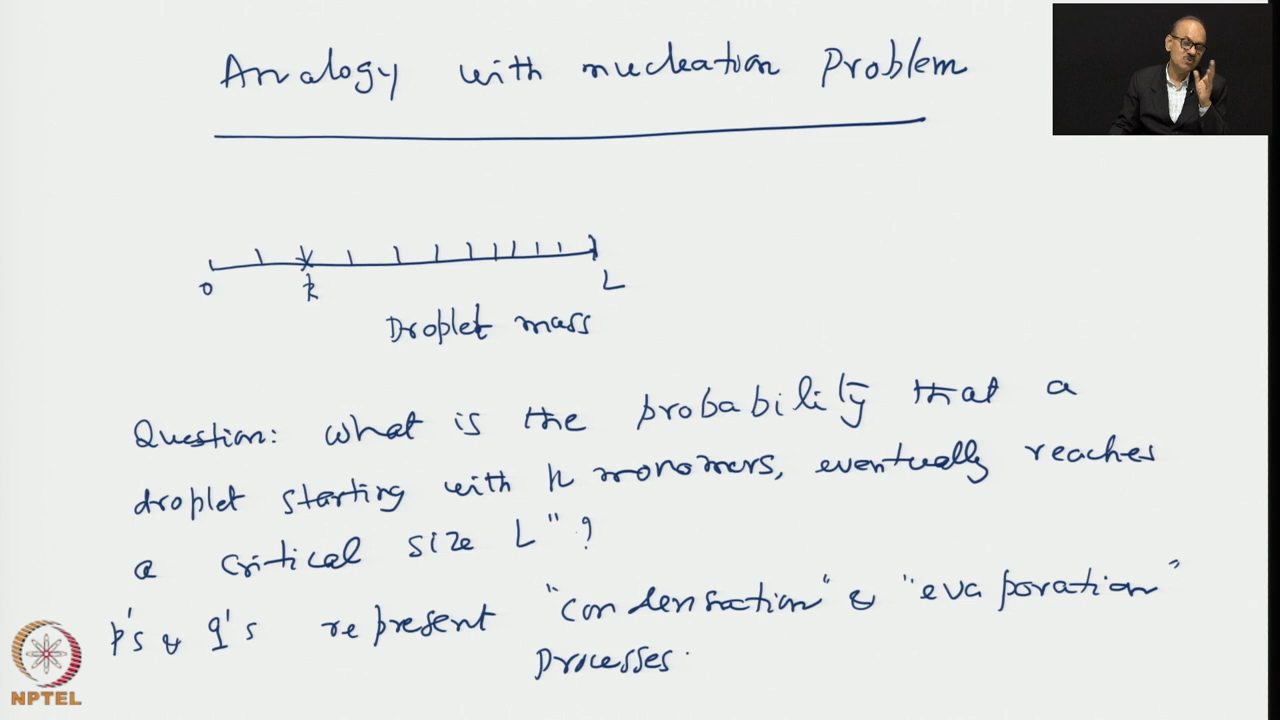 Analogy with nucleation Problem
0 k L
Droplet mass
Question: what is the probability that a
droplet starting with k monomers, eventually reaches
a critical size L" ?
p's & q's represent "condensation" & "evaporation"
processes.
NPTEL